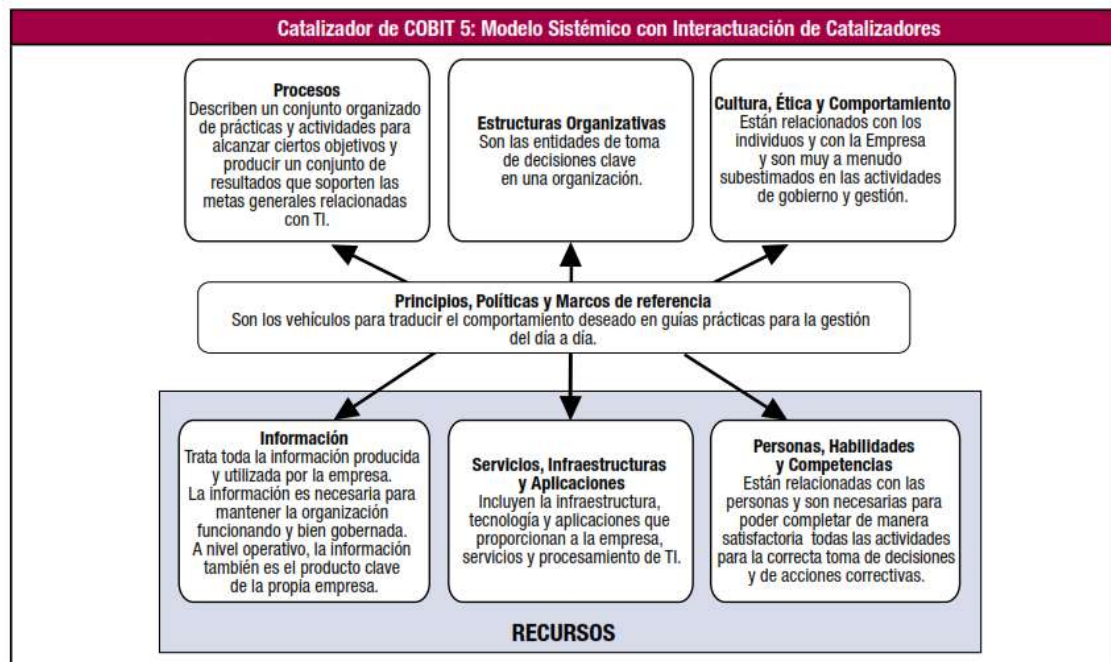 Catalizador de COBIT 5: Modelo Sistémico con Interactuación de Catalizadores
Procesos
Describen un conjunto organizado
de prácticas y actividades para
alcanzar ciertos objetivos y
producir un conjunto de
resultados que soporten las
metas generales relacionadas
con TI.
Estructuras Organizativas
Son las entidades de toma
de decisiones clave
en una organización.
Cultura, Ética y Comportamiento
Están relacionados con los
individuos y con la Empresa
y son muy a menudo
subestimados en las actividades
de gobierno y gestión.
Principios, Políticas y Marcos de referencia
Son los vehículos para traducir el comportamiento deseado en guías prácticas para la gestión
del día a día.
Información
Trata toda la información producida
y utilizada por la empresa.
La información es necesaria para
mantener la organización
funcionando y bien gobernada.
A nivel operativo, la información
también es el producto clave
de la propia empresa.
Servicios, Infraestructuras
y Aplicaciones
Incluyen la infraestructura,
tecnología y aplicaciones que
proporcionan a la empresa,
servicios y procesamiento de TI.
Personas, Habilidades
y Competencias
Están relacionadas con las
personas y son necesarias para
poder completar de manera
satisfactoria todas las actividades
para la correcta toma de decisiones
y de acciones correctivas.
RECURSOS